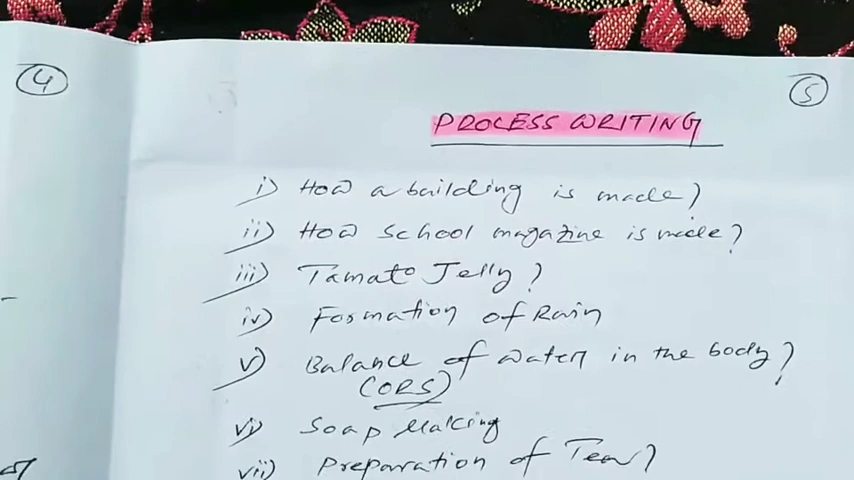 4
5
PROCESS WRITING
i) How a building is made?
ii) How school magazine is made?
iii) Tamato Jelly?
iv) Formation of Rain
v) Balance of water in the body?
(ORS)
vi) Soap Making
vii) Preparation of Tea?